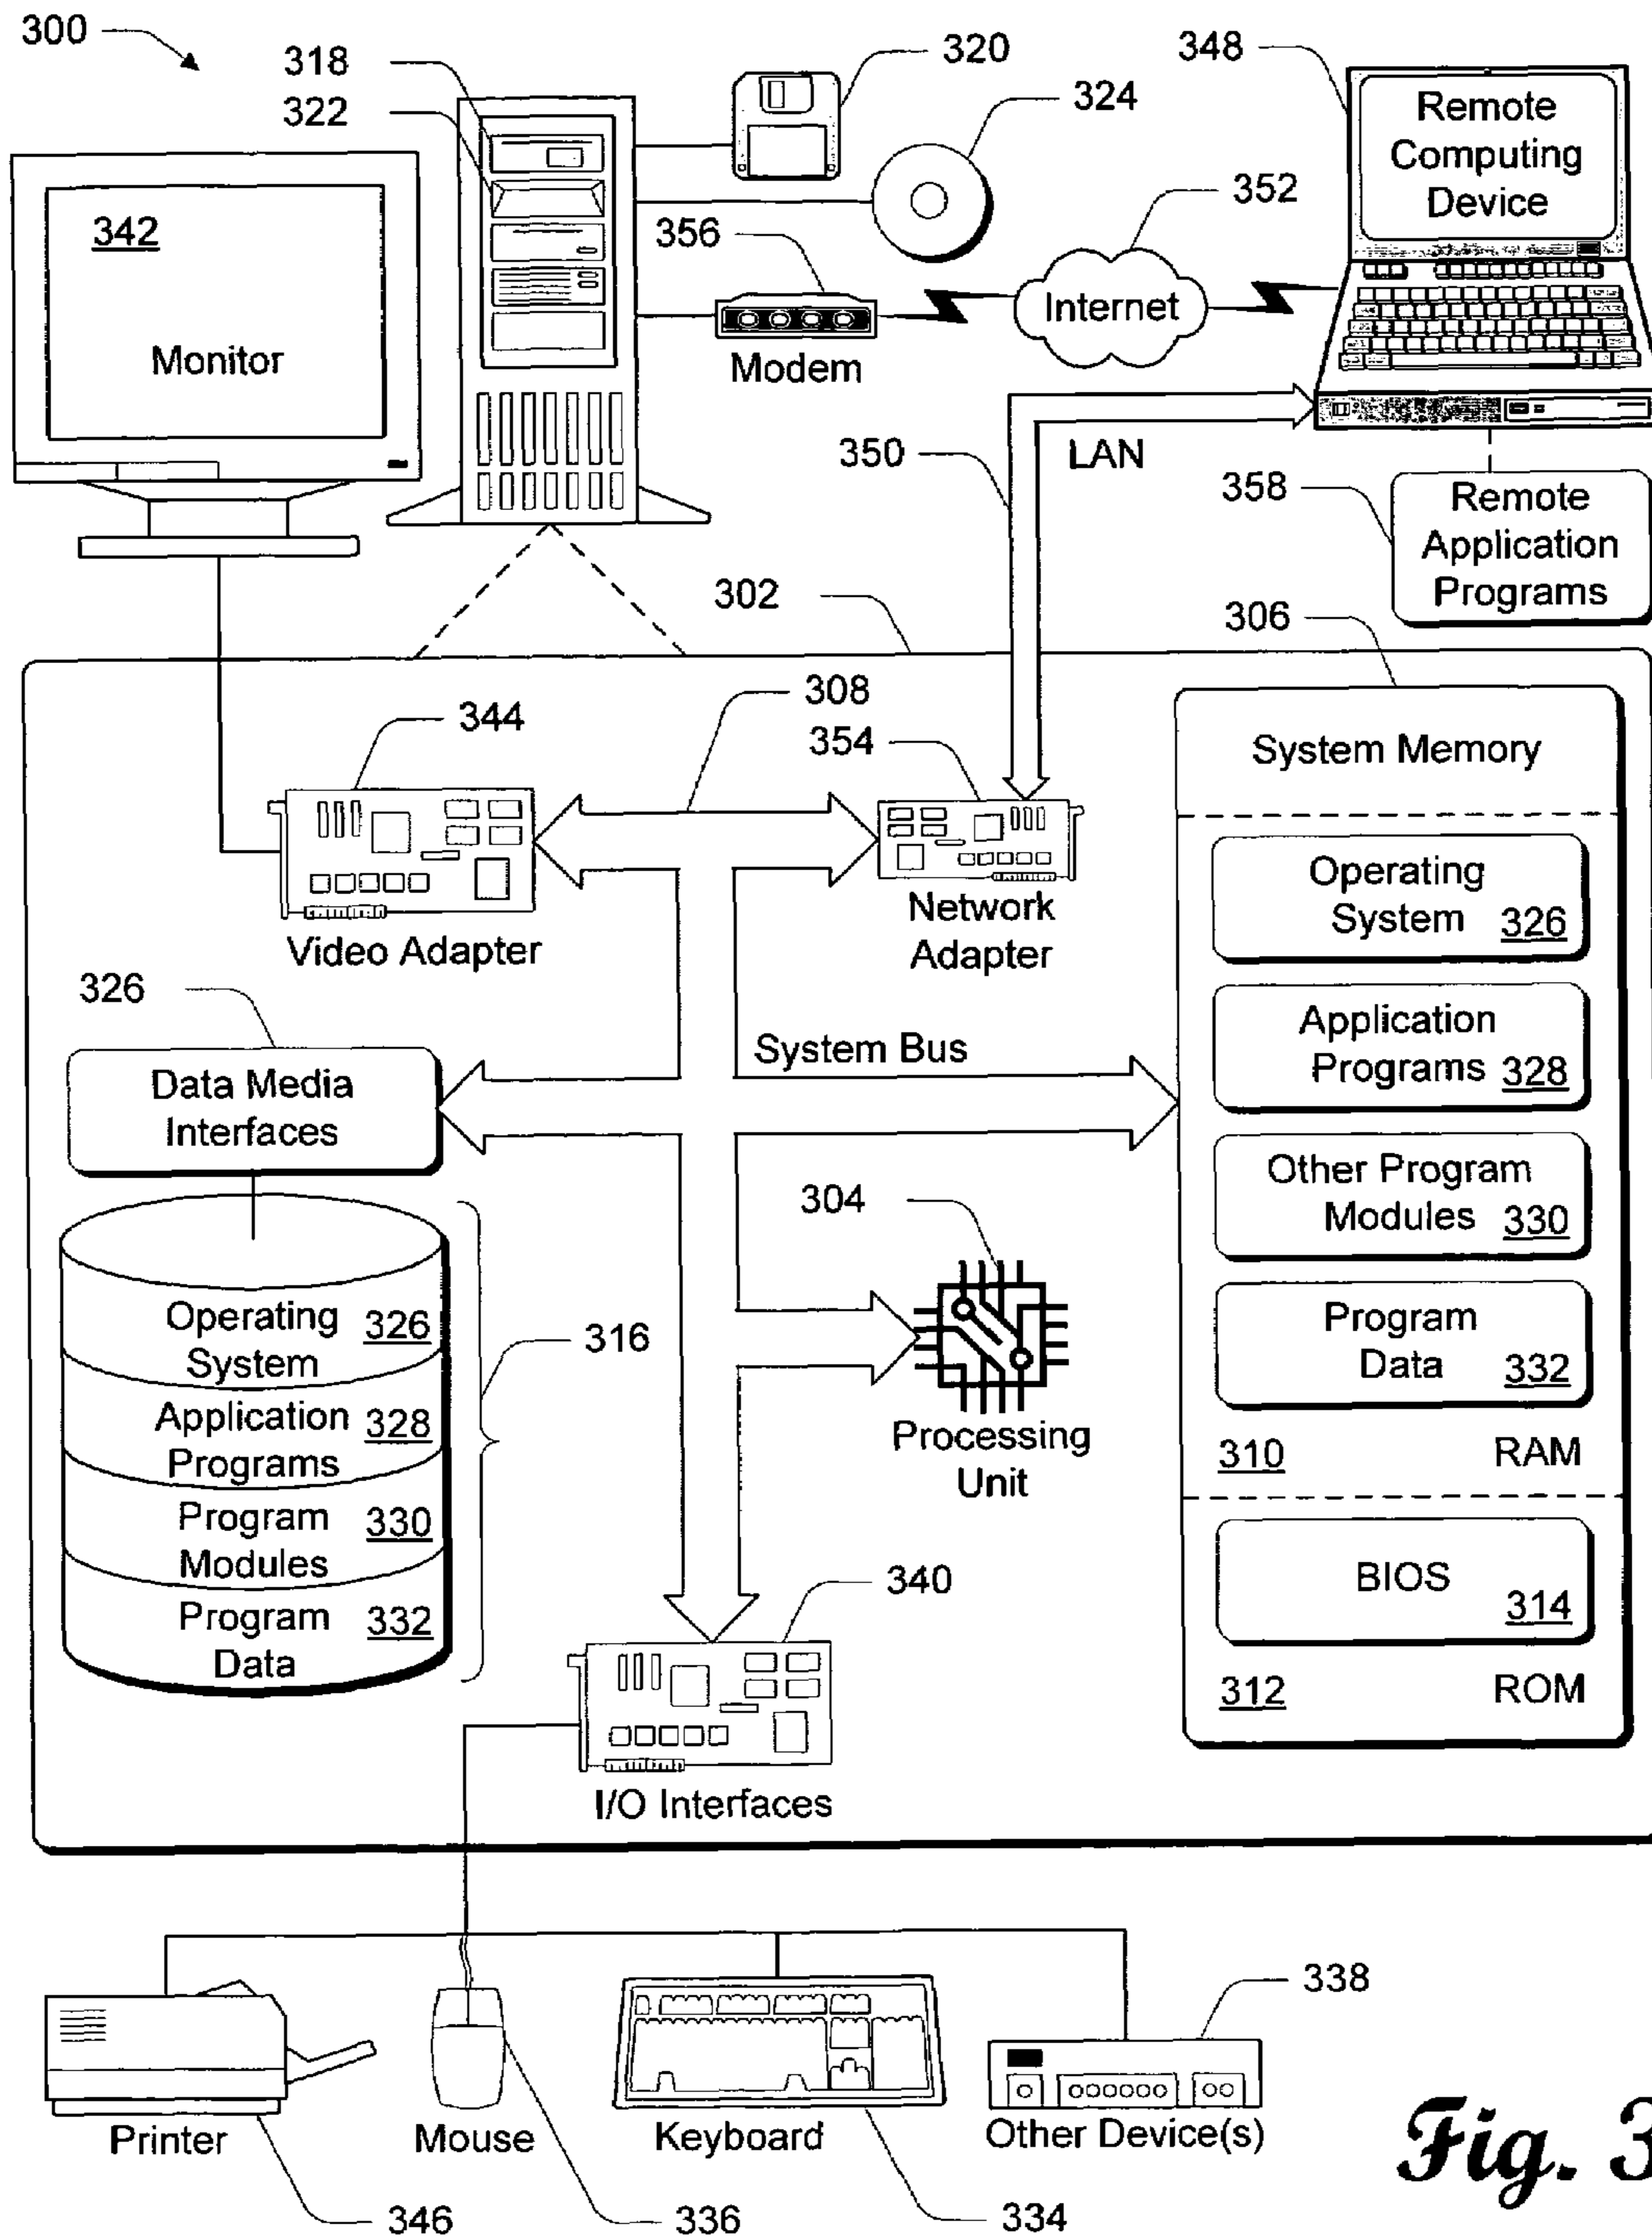 300
318
322
320
324
348
Remote
Computing
Device
342
Monitor
356
Modem
352
Internet
350
LAN
358
Remote
Application
Programs
302
306
308
344
354
Video Adapter
Network
Adapter
System Memory
Operating
System 326
Application
Programs 328
Other Program
Modules 330
Program
Data 332
310 RAM
BIOS
314
312 ROM
326
Data Media
Interfaces
System Bus
304
Processing
Unit
Operating
System 326
Application
Programs 328
Program
Modules 330
Program
Data 332
316
340
I/O Interfaces
338
Printer
Mouse
Keyboard
Other Device(s)
346
336
334
Fig. 3